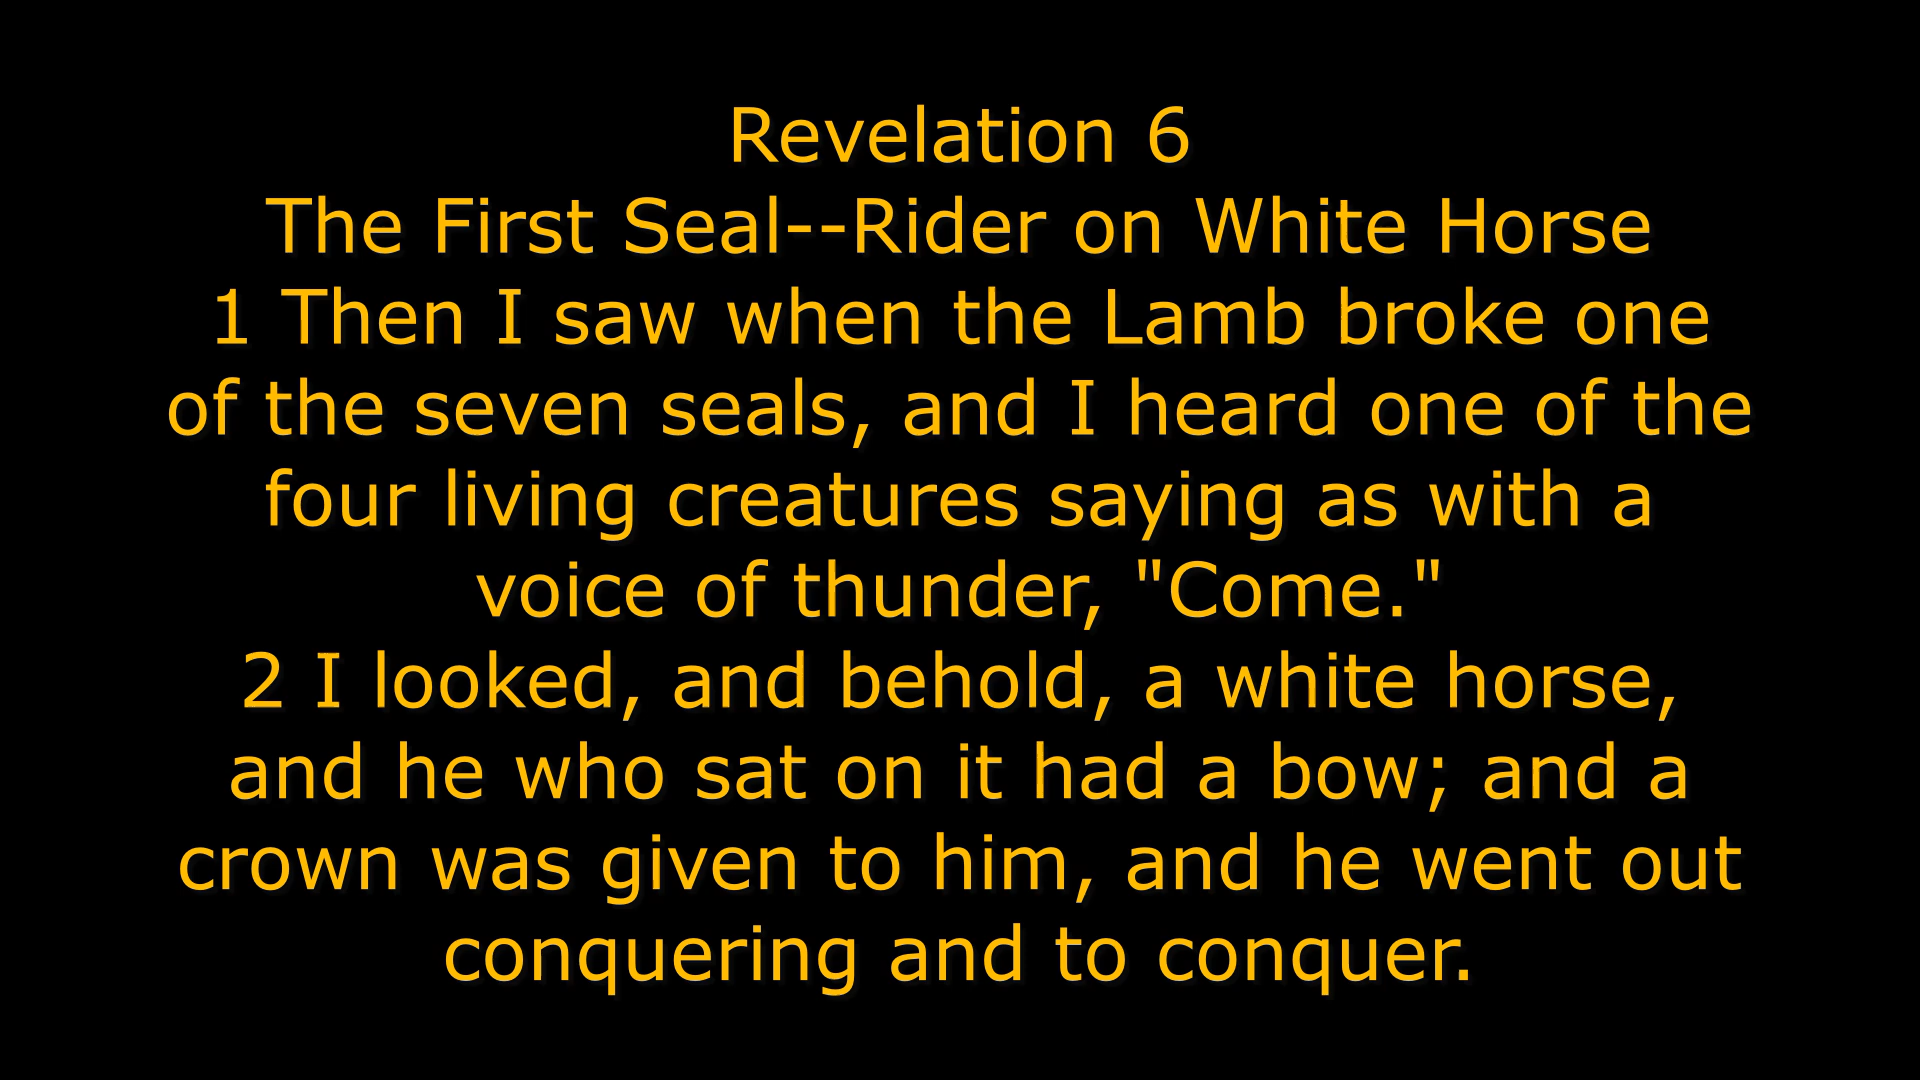 Revelation 6
The First Seal--Rider on White Horse
1 Then I saw when the Lamb broke one
of the seven seals, and I heard one of the
four living creatures saying as with a
voice of thunder, "Come."
2 I looked, and behold, a white horse,
and he who sat on it had a bow; and a
crown was given to him, and he went out
conquering and to conquer.